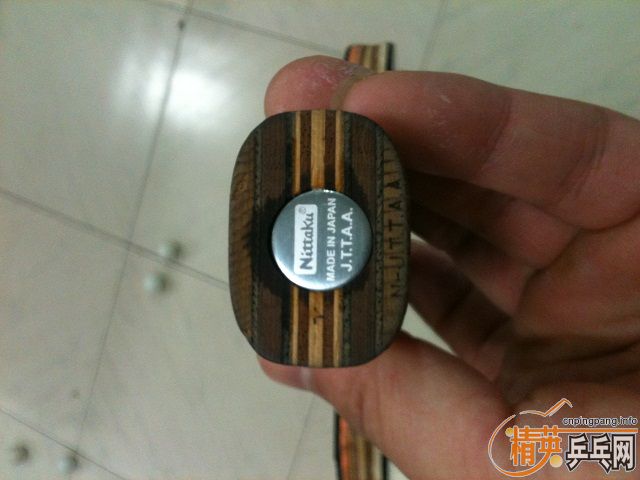 Nittaku©
MADE IN JAPAN
J.T.T.A.A.
cnpingpang.info
精英乒乓网